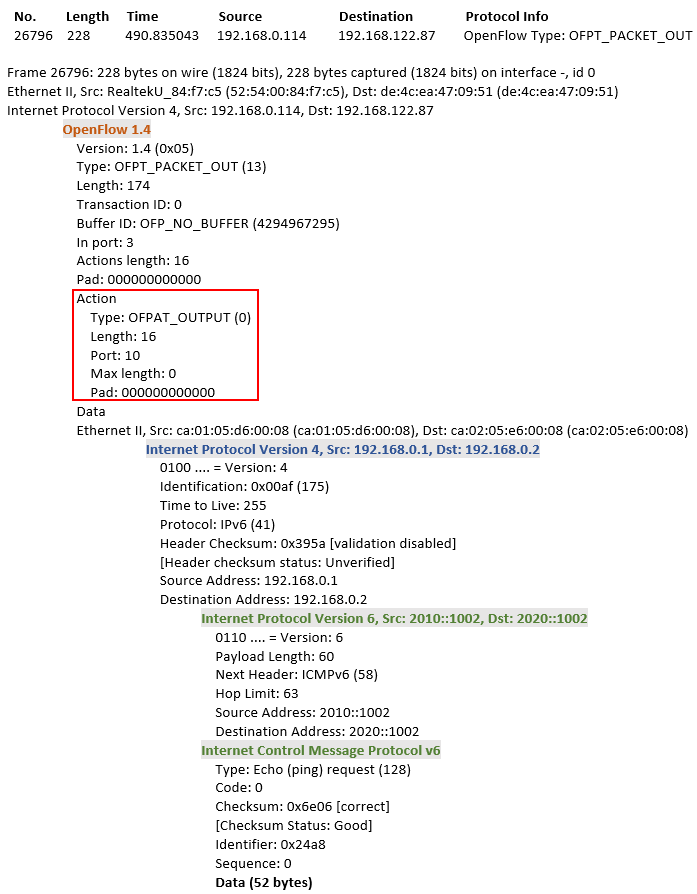 No. Length Time Source Destination Protocol Info
26796 228 490.835043 192.168.0.114 192.168.122.87 OpenFlow Type: OFPT_PACKET_OUT
Frame 26796: 228 bytes on wire (1824 bits), 228 bytes captured (1824 bits) on interface -, id 0
Ethernet II, Src: RealtekU_84:f7:c5 (52:54:00:84:f7:c5), Dst: de:4c:ea:47:09:51 (de:4c:ea:47:09:51)
Internet Protocol Version 4, Src: 192.168.0.114, Dst: 192.168.122.87
OpenFlow 1.4
Version: 1.4 (0x05)
Type: OFPT_PACKET_OUT (13)
Length: 174
Transaction ID: 0
Buffer ID: OFP_NO_BUFFER (4294967295)
In port: 3
Actions length: 16
Pad: 000000000000
Action
Type: OFPAT_OUTPUT (0)
Length: 16
Port: 10
Max length: 0
Pad: 000000000000
Data
Ethernet II, Src: ca:01:05:d6:00:08 (ca:01:05:d6:00:08), Dst: ca:02:05:e6:00:08 (ca:02:05:e6:00:08)
Internet Protocol Version 4, Src: 192.168.0.1, Dst: 192.168.0.2
0100 .... = Version: 4
Identification: 0x00af (175)
Time to Live: 255
Protocol: IPv6 (41)
Header Checksum: 0x395a [validation disabled]
[Header checksum status: Unverified]
Source Address: 192.168.0.1
Destination Address: 192.168.0.2
Internet Protocol Version 6, Src: 2010::1002, Dst: 2020::1002
0110 .... = Version: 6
Payload Length: 60
Next Header: ICMPv6 (58)
Hop Limit: 63
Source Address: 2010::1002
Destination Address: 2020::1002
Internet Control Message Protocol v6
Type: Echo (ping) request (128)
Code: 0
Checksum: 0x6e06 [correct]
[Checksum Status: Good]
Identifier: 0x24a8
Sequence: 0
Data (52 bytes)